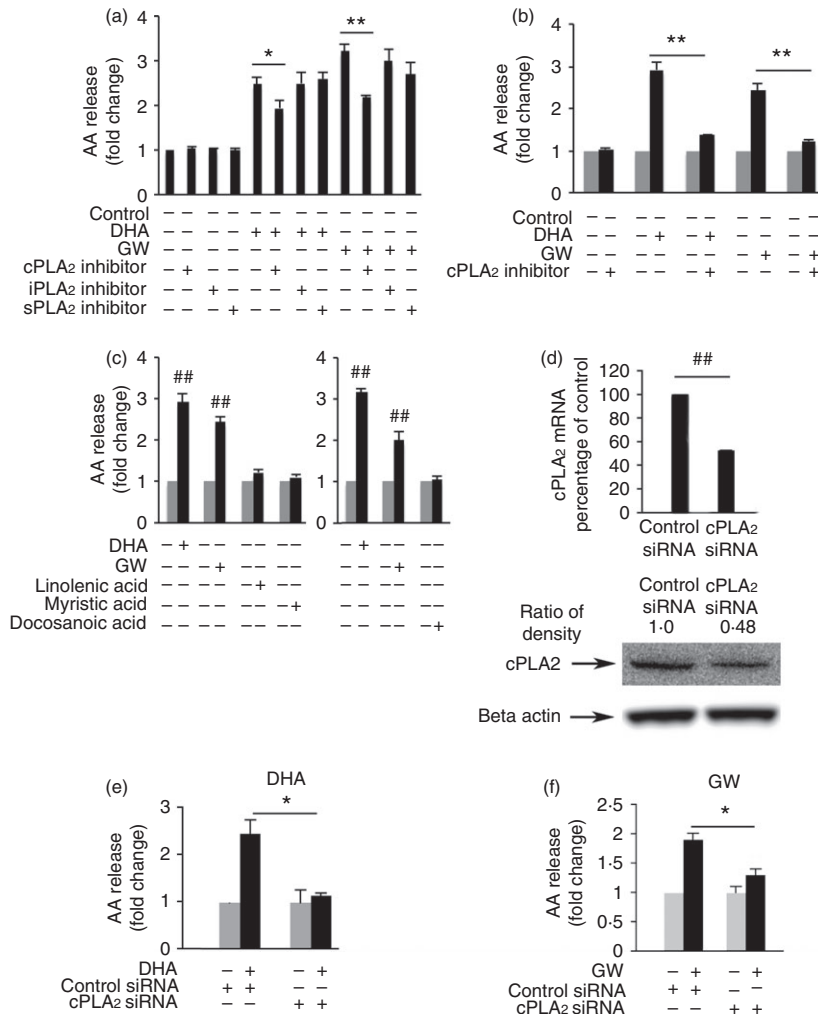 (a)
AA release
(fold change)
4
3
2
1
0
*
**
Control
DHA
GW
cPLA2 inhibitor
iPLA2 inhibitor
sPLA2 inhibitor
– – – – – – – – – – – –
– – – – + + + + – – – –
– – – – – – – – + + + +
– + – – – + – – – + – –
– – + – – – + – – – + –
– – – + – – – + – – – +
(b)
AA release
(fold change)
4
3
2
1
0
**
**
Control
DHA
GW
cPLA2 inhibitor
– – – – – – – – – –
– – – + – + – – – –
– – – – – – – + – +
– + – – – + – – – +
(c)
AA release
(fold change)
4
3
2
1
0
##
##
4
3
2
1
0
##
##
DHA – + – – – – – – – + – – – –
GW – – – + – – – – – – – + – –
Linolenic acid – – – – – + – – – – – – – –
Myristic acid – – – – – – – + – – – – – –
Docosanoic acid – – – – – – – – – – – – – +
(d)
cPLA2 mRNA
percentage of control
120
100
80
60
40
20
0
##
Control cPLA2
siRNA siRNA
Control cPLA2
siRNA siRNA
Ratio of
density
1·0 0·48
cPLA2
Beta actin
(e)
DHA
AA release
(fold change)
3
2
1
0
*
DHA – + – +
Control siRNA + + – –
cPLA2 siRNA – – + +
(f)
GW
AA release
(fold change)
2·5
2
1·5
1
0·5
0
*
GW – + – +
Control siRNA + + – –
cPLA2 siRNA – – + +